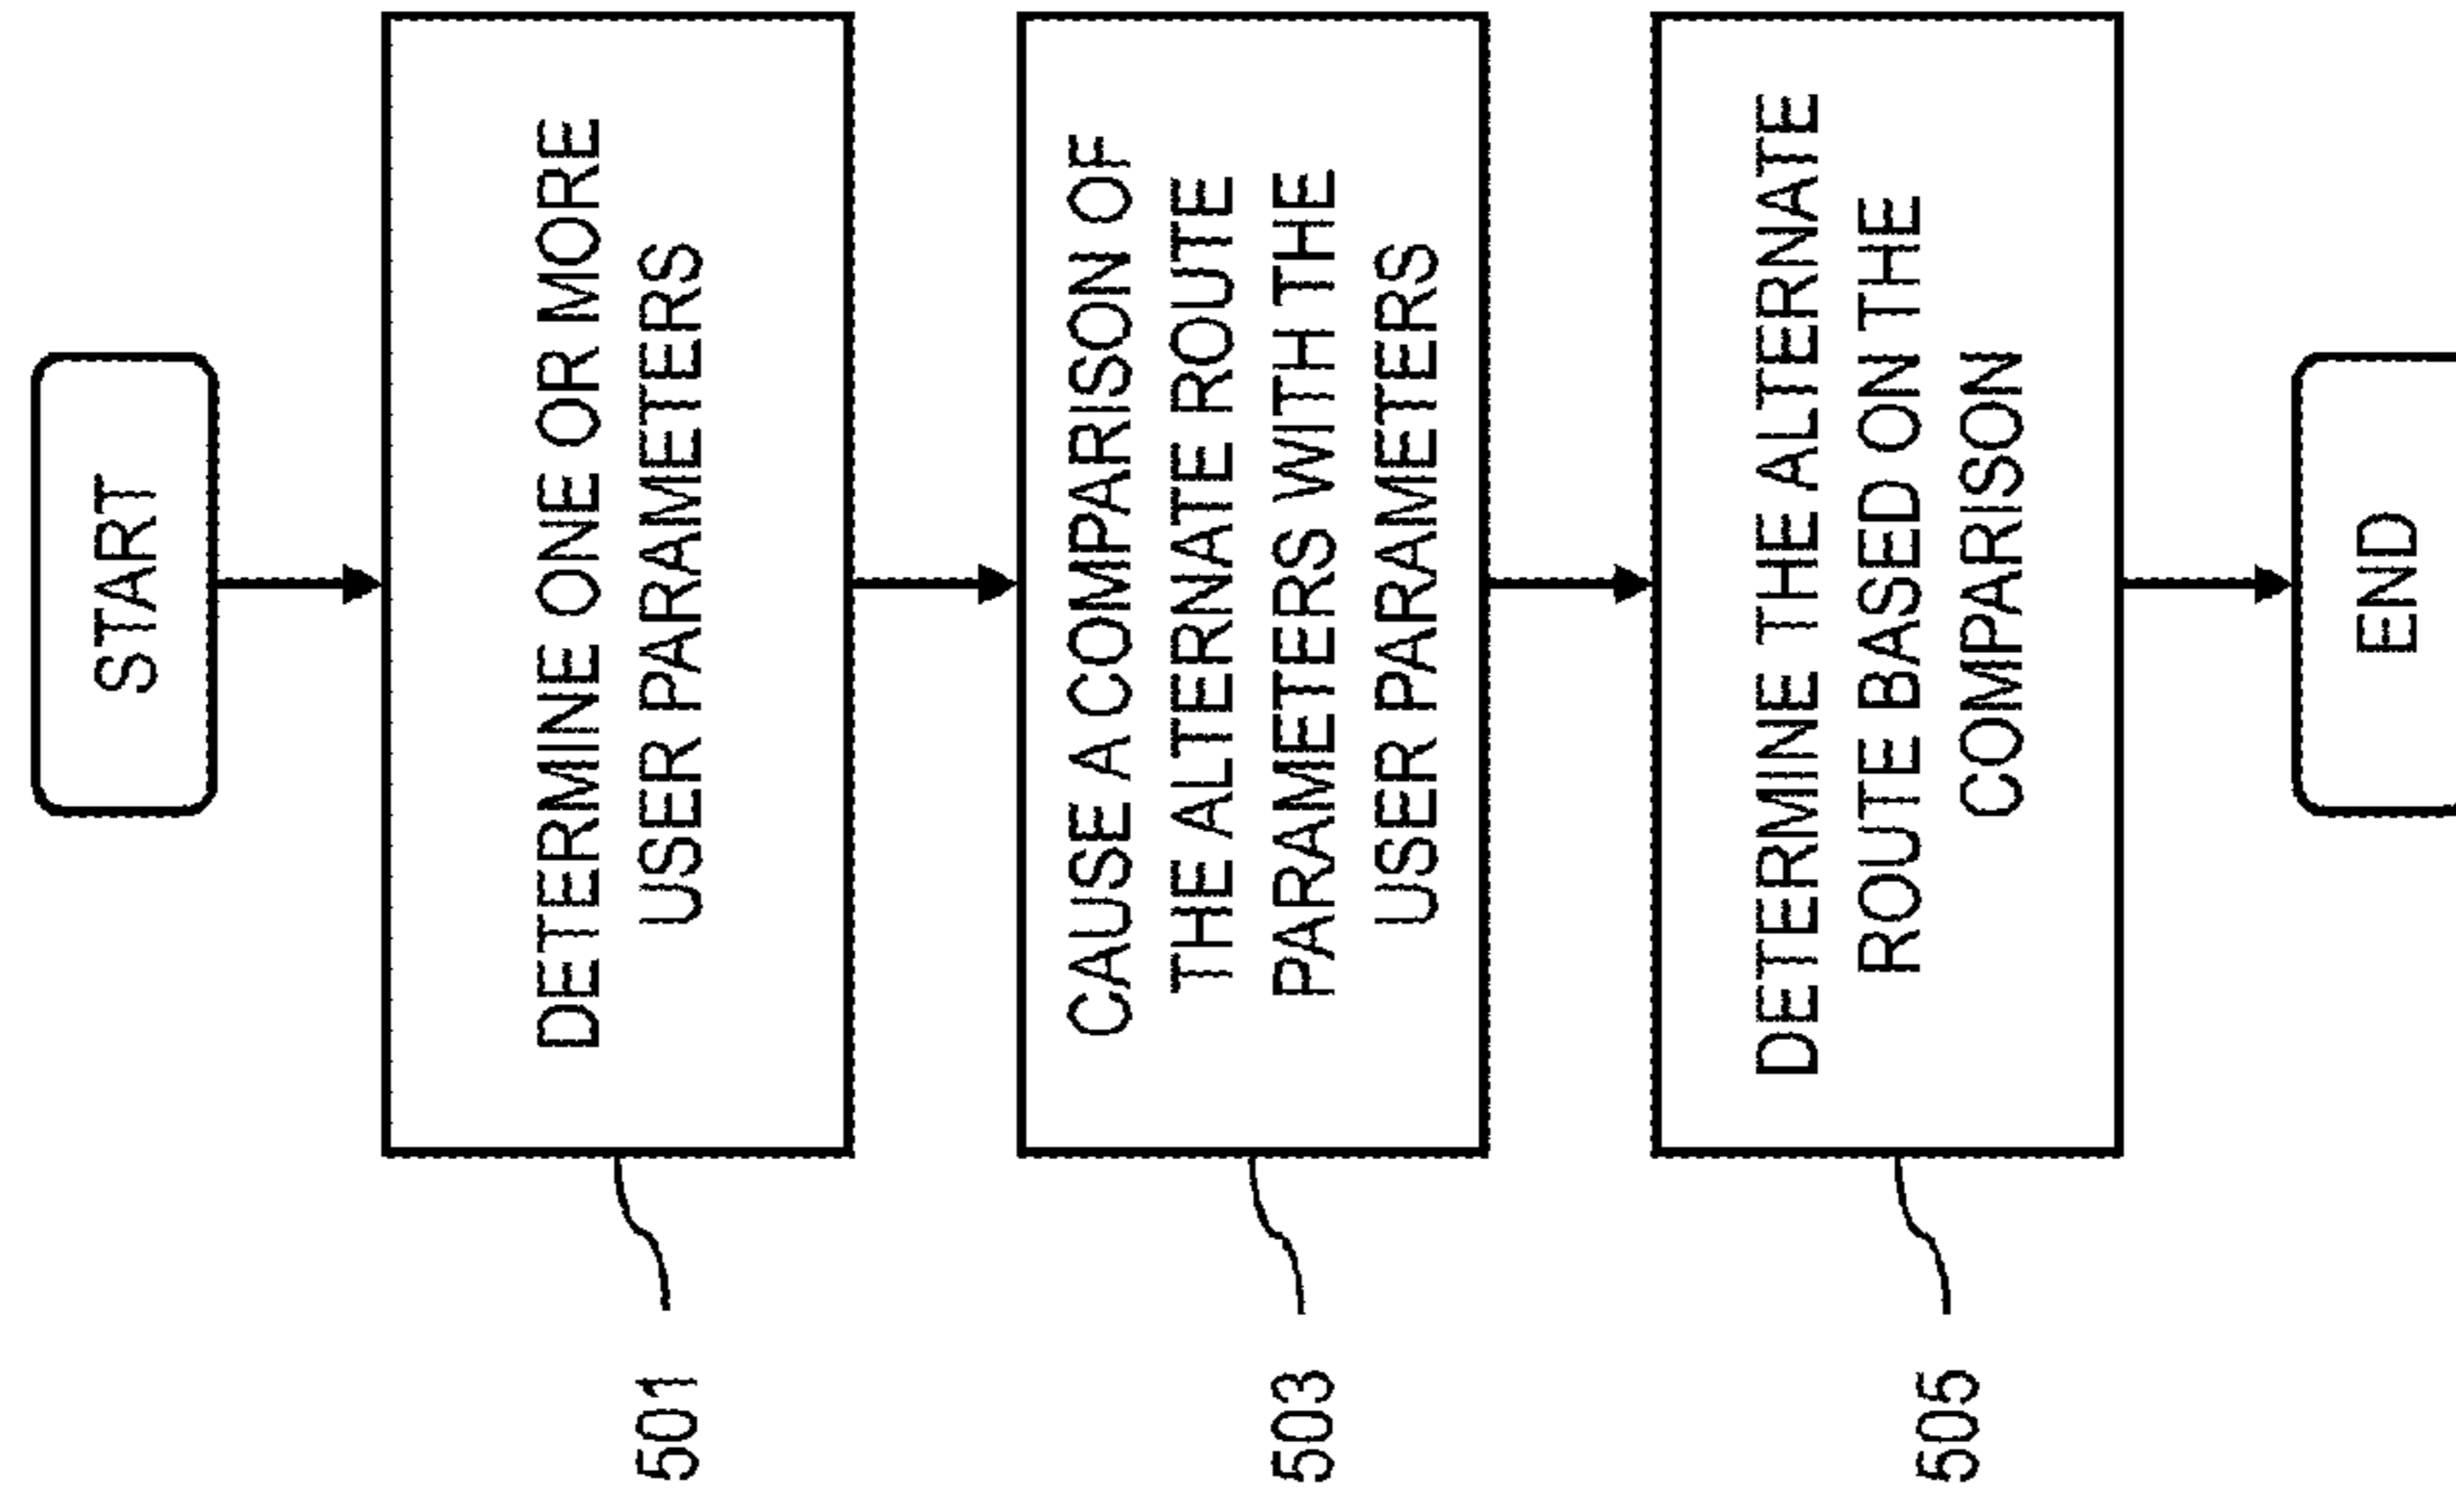 START
DETERMINE ONE OR MORE
USER PARAMETERS
501
CAUSE A COMPARISON OF
THE ALTERNATE ROUTE
PARAMETERS WITH THE
USER PARAMETERS
503
DETERMINE THE ALTERNATE
ROUTE BASED ON THE
COMPARISON
505
END